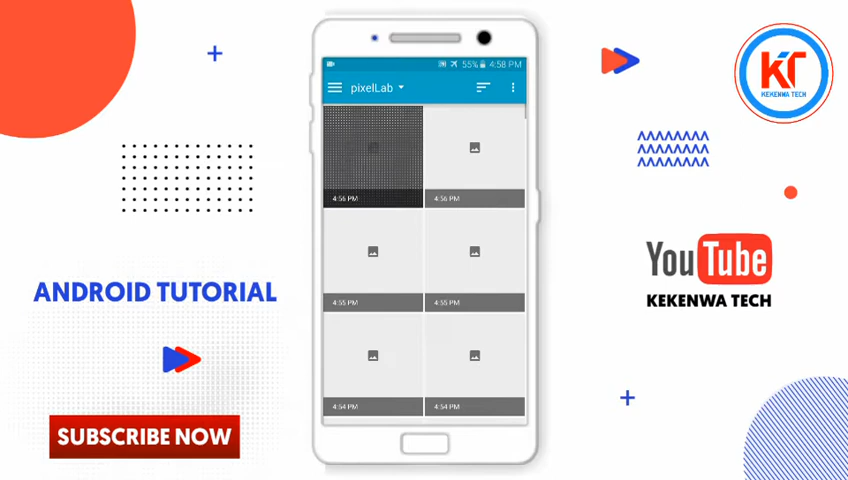 55% 4:58 PM
pixelLab
4:56 PM
4:56 PM
4:55 PM
4:55 PM
4:54 PM
4:54 PM
ANDROID TUTORIAL
SUBSCRIBE NOW
KT
KEKENWA TECH
YouTube
KEKENWA TECH